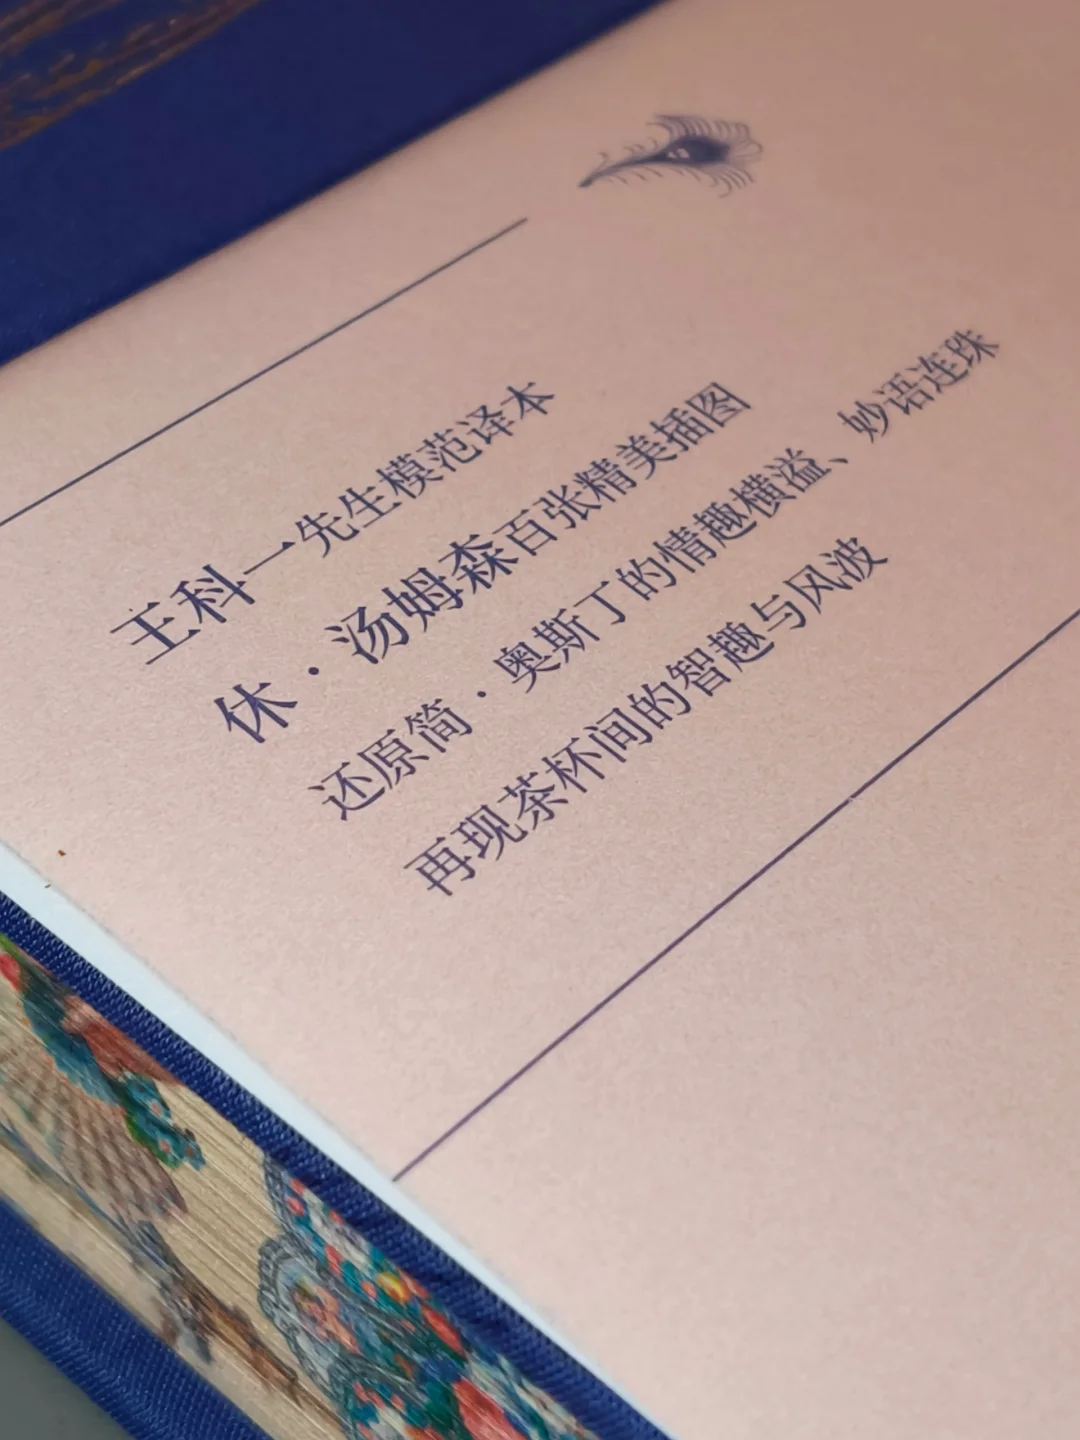 王科一先生模范译本
休·汤姆森百张精美插图
还原简·奥斯丁的情趣横溢、妙语连珠
再现茶杯间的智趣与风波